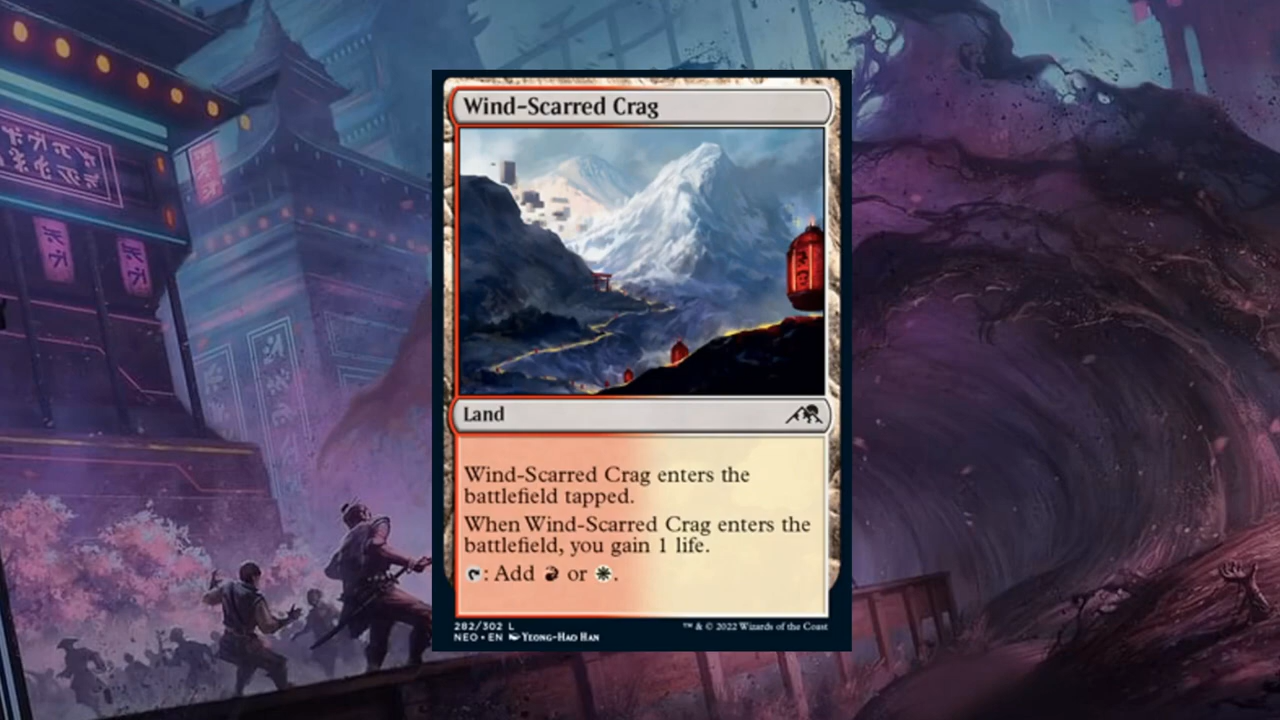 Wind-Scarred Crag
Land
Wind-Scarred Crag enters the
battlefield tapped.
When Wind-Scarred Crag enters the
battlefield, you gain 1 life.
: Add or .
282/302 L
™ & © 2022 Wizards of the Coast
NEO • EN Yeong-Hao Han